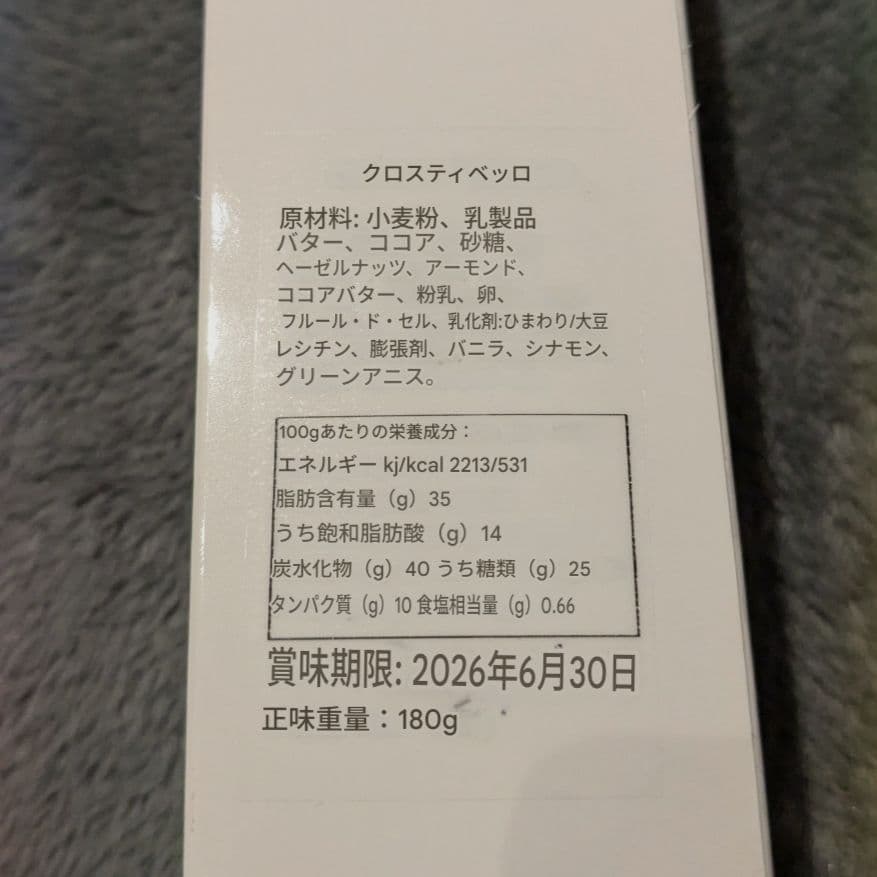 クロスティベッロ
原材料: 小麦粉、乳製品
バター、ココア、砂糖、
ヘーゼルナッツ、アーモンド、
ココアバター、粉乳、卵、
フルール・ド・セル、乳化剤:ひまわり/大豆
レシチン、膨張剤、バニラ、シナモン、
グリーンアニス。
100gあたりの栄養成分：
エネルギー kj/kcal 2213/531
脂肪含有量（g）35
うち飽和脂肪酸（g）14
炭水化物（g）40 うち糖類（g）25
タンパク質（g）10 食塩相当量（g）0.66
賞味期限: 2026年6月30日
正味重量：180g